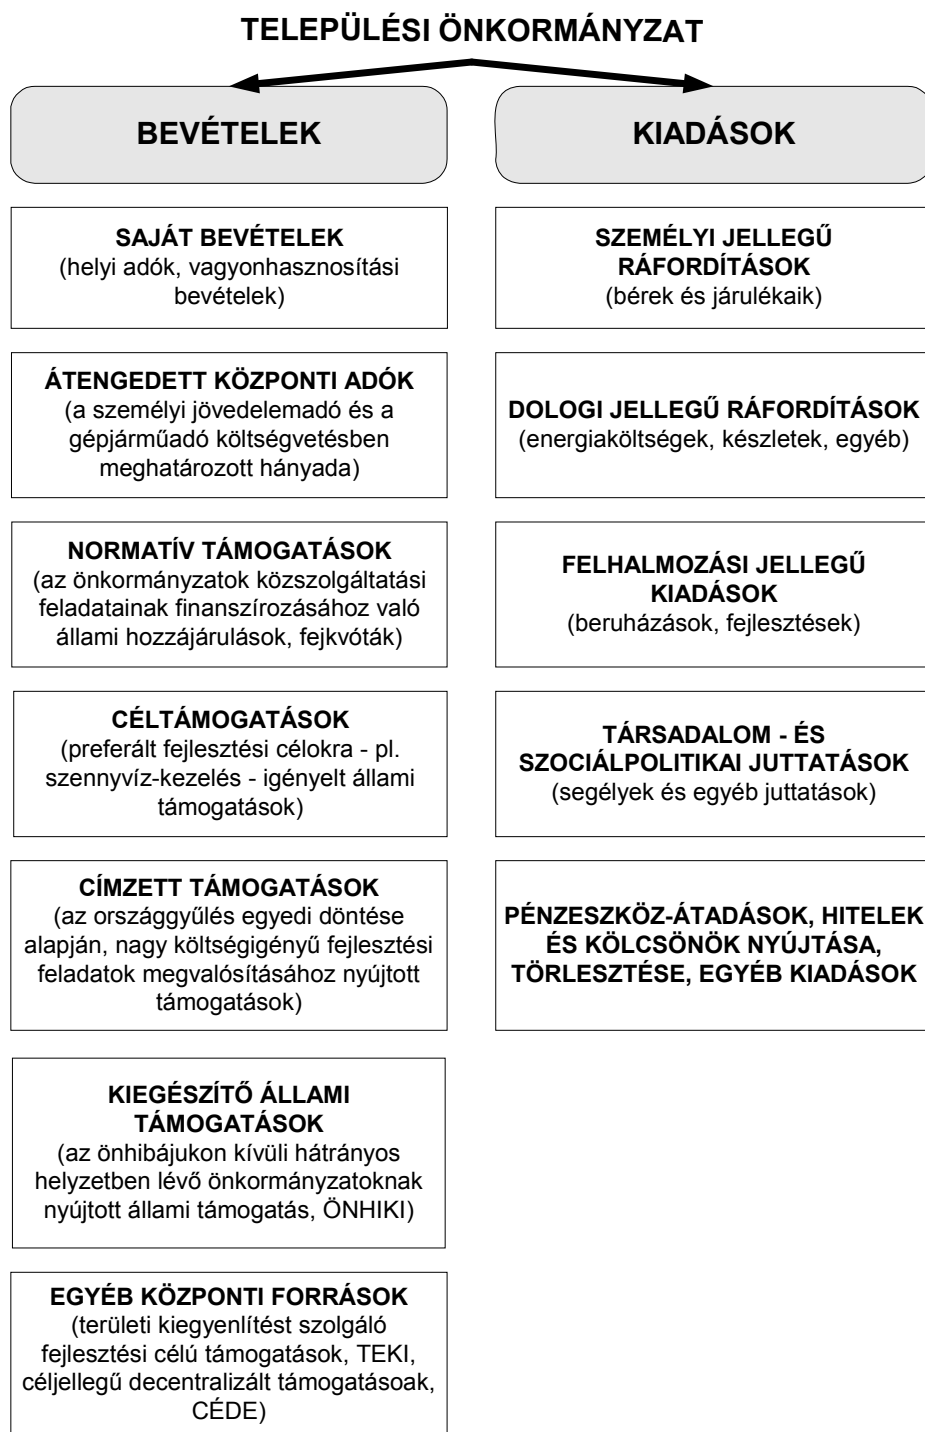 TELEPÜLÉSI ÖNKORMÁNYZAT
BEVÉTELEK
SAJÁT BEVÉTELEK
(helyi adók, vagyonhasznosítási
bevételek)
ÁTENGEDETT KÖZPONTI ADÓK
(a személyi jövedelemadó és a
gépjárműadó költségvetésben
meghatározott hányada)
NORMATÍV TÁMOGATÁSOK
(az önkormányzatok közszolgáltatási
feladatainak finanszírozásához való
állami hozzájárulások, fejkvóták)
CÉLTÁMOGATÁSOK
(preferált fejlesztési célokra - pl.
szennyvíz-kezelés - igényelt állami
támogatások)
CÍMZETT TÁMOGATÁSOK
(az országgyűlés egyedi döntése
alapján, nagy költségigényű fejlesztési
feladatok megvalósításához nyújtott
támogatások)
KIEGÉSZÍTŐ ÁLLAMI
TÁMOGATÁSOK
(az önhibájukon kívüli hátrányos
helyzetben lévő önkormányzatoknak
nyújtott állami támogatás, ÖNHIKI)
EGYÉB KÖZPONTI FORRÁSOK
(területi kiegyenlítést szolgáló
fejlesztési célú támogatások, TEKI,
céljellegű decentralizált támogatásoak,
CÉDE)
KIADÁSOK
SZEMÉLYI JELLEGŰ
RÁFORDÍTÁSOK
(bérek és járulékaik)
DOLOGI JELLEGŰ RÁFORDÍTÁSOK
(energiaköltségek, készletek, egyéb)
FELHALMOZÁSI JELLEGŰ
KIADÁSOK
(beruházások, fejlesztések)
TÁRSADALOM - ÉS
SZOCIÁLPOLITIKAI JUTTATÁSOK
(segélyek és egyéb juttatások)
PÉNZESZKÖZ-ÁTADÁSOK, HITELEK
ÉS KÖLCSÖNÖK NYÚJTÁSA,
TÖRLESZTÉSE, EGYÉB KIADÁSOK